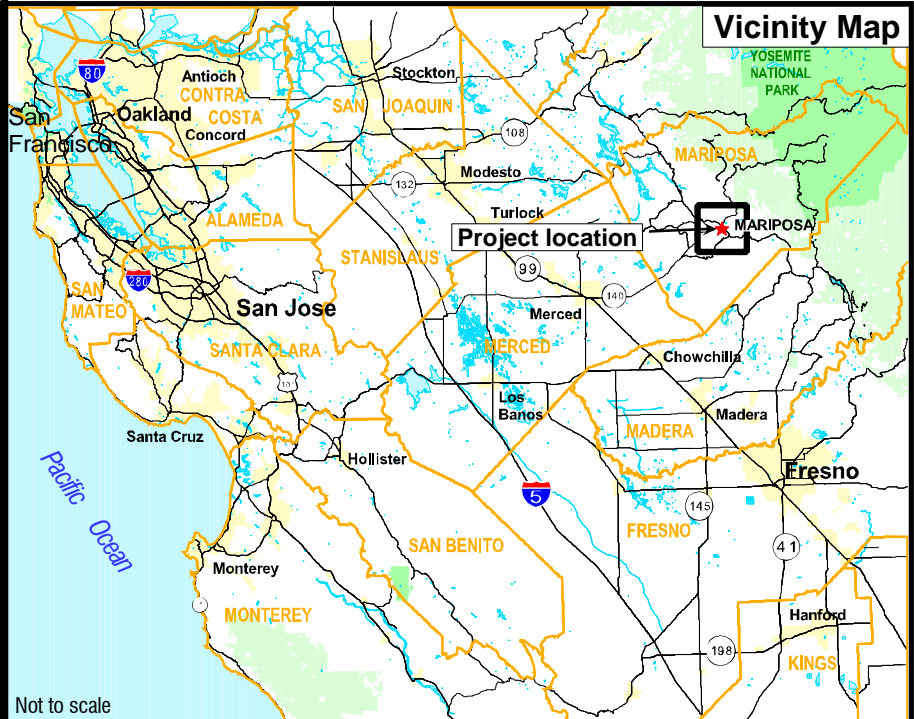 Vicinity Map
YOSEMITE
NATIONAL
PARK
80
Antioch
Stockton
CONTRA
COSTA
SAN JOAQUIN
Oakland
San
Francisco
Concord
108
MARIPOSA
Modesto
132
ALAMEDA
Turlock
MARIPOSA
Project location
STANISLAUS
99
280
SAN
MATEO
140
San Jose
Merced
MERCED
SANTA CLARA
Chowchilla
101
Los
Banos
Madera
MADERA
Santa Cruz
Hollister
Fresno
Pacific Ocean
5
145
FRESNO
41
SAN BENITO
Monterey
MONTEREY
Hanford
198
KINGS
Not to scale